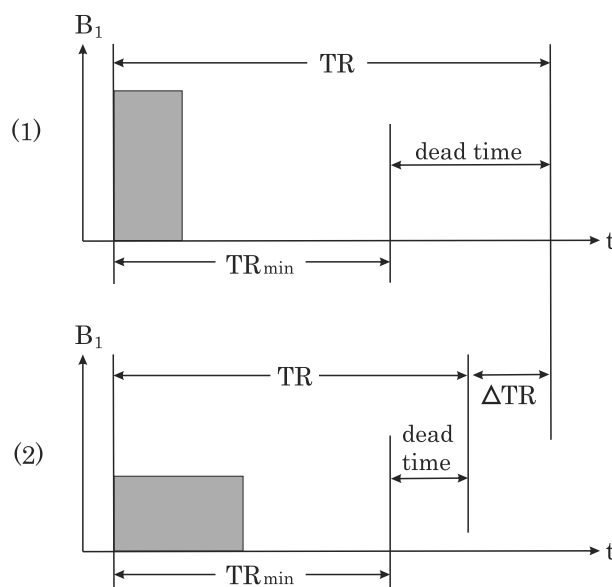 B₁
TR
(1)
dead time
t
TRmin
B₁
TR
ΔTR
(2)
dead
time
t
TRmin